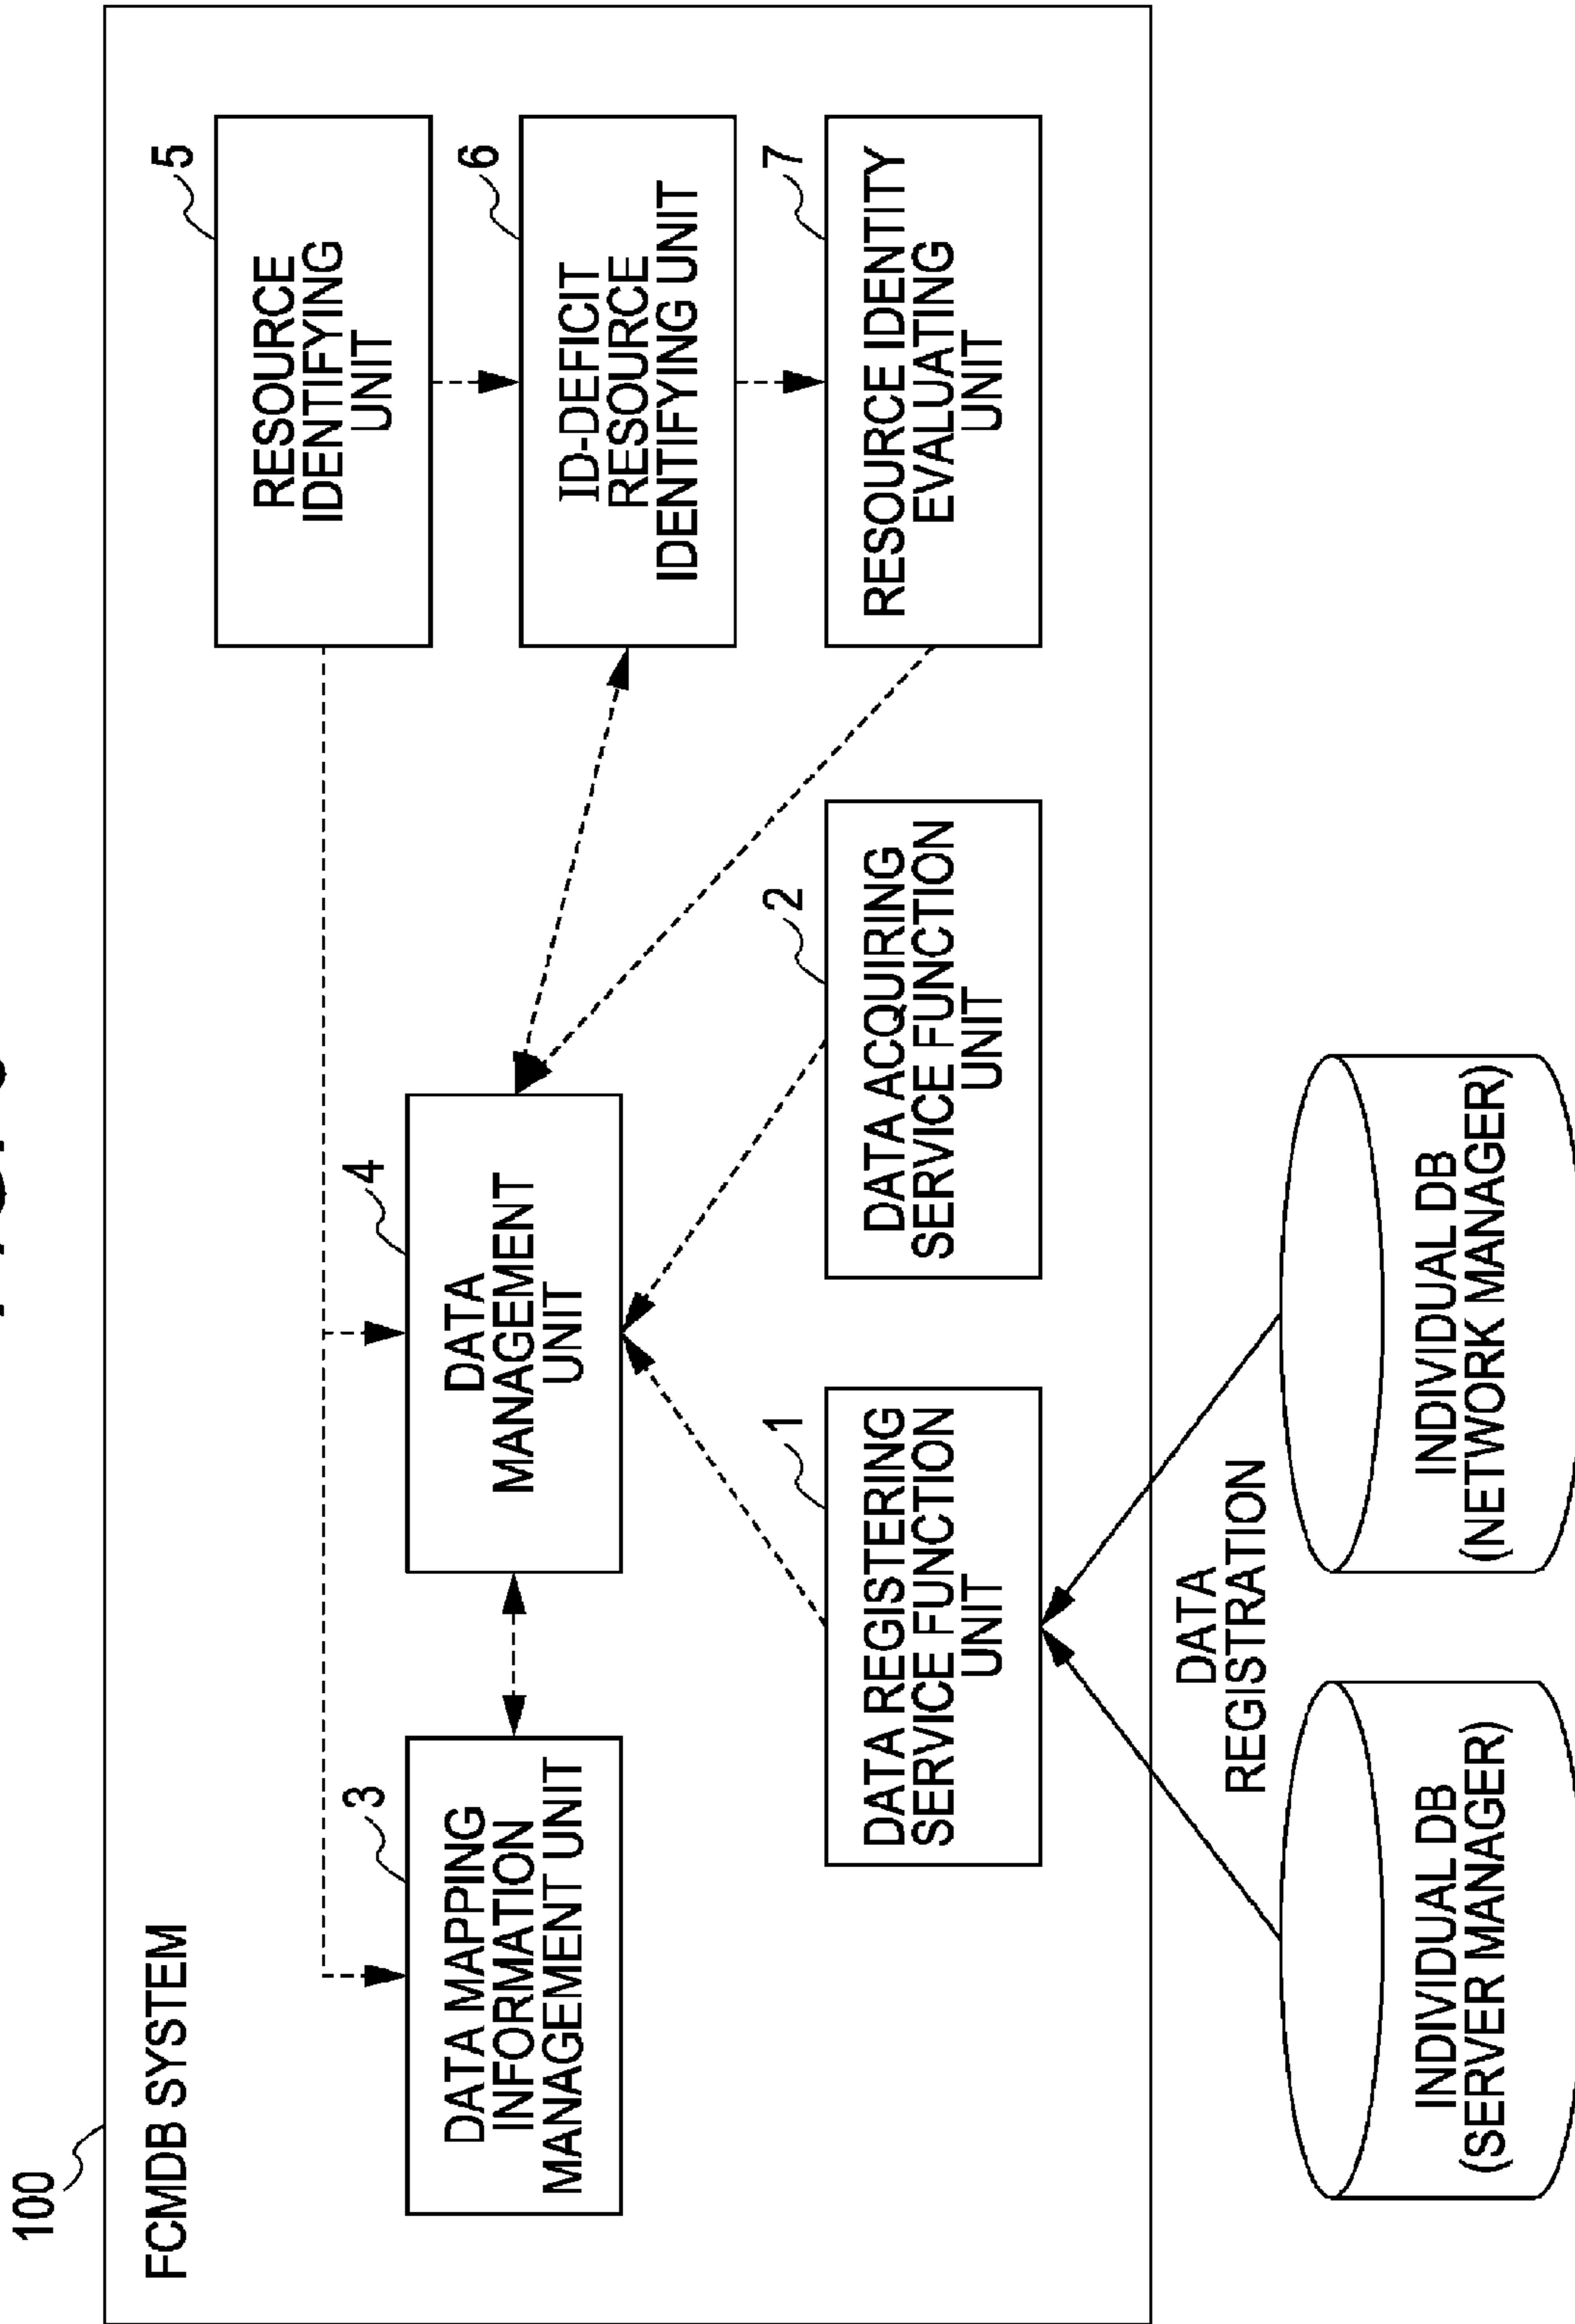 100
FCMDB SYSTEM
3
DATA MAPPING
INFORMATION
MANAGEMENT UNIT
4
DATA
MANAGEMENT
UNIT
5
RESOURCE
IDENTIFYING
UNIT
6
ID-DEFICIT
RESOURCE
IDENTIFYING UNIT
7
RESOURCE IDENTITY
EVALUATING
UNIT
1
DATA REGISTERING
SERVICE FUNCTION
UNIT
2
DATA ACQUIRING
SERVICE FUNCTION
UNIT
DATA
REGISTRATION
INDIVIDUAL DB
(SERVER MANAGER)
INDIVIDUAL DB
(NETWORK MANAGER)